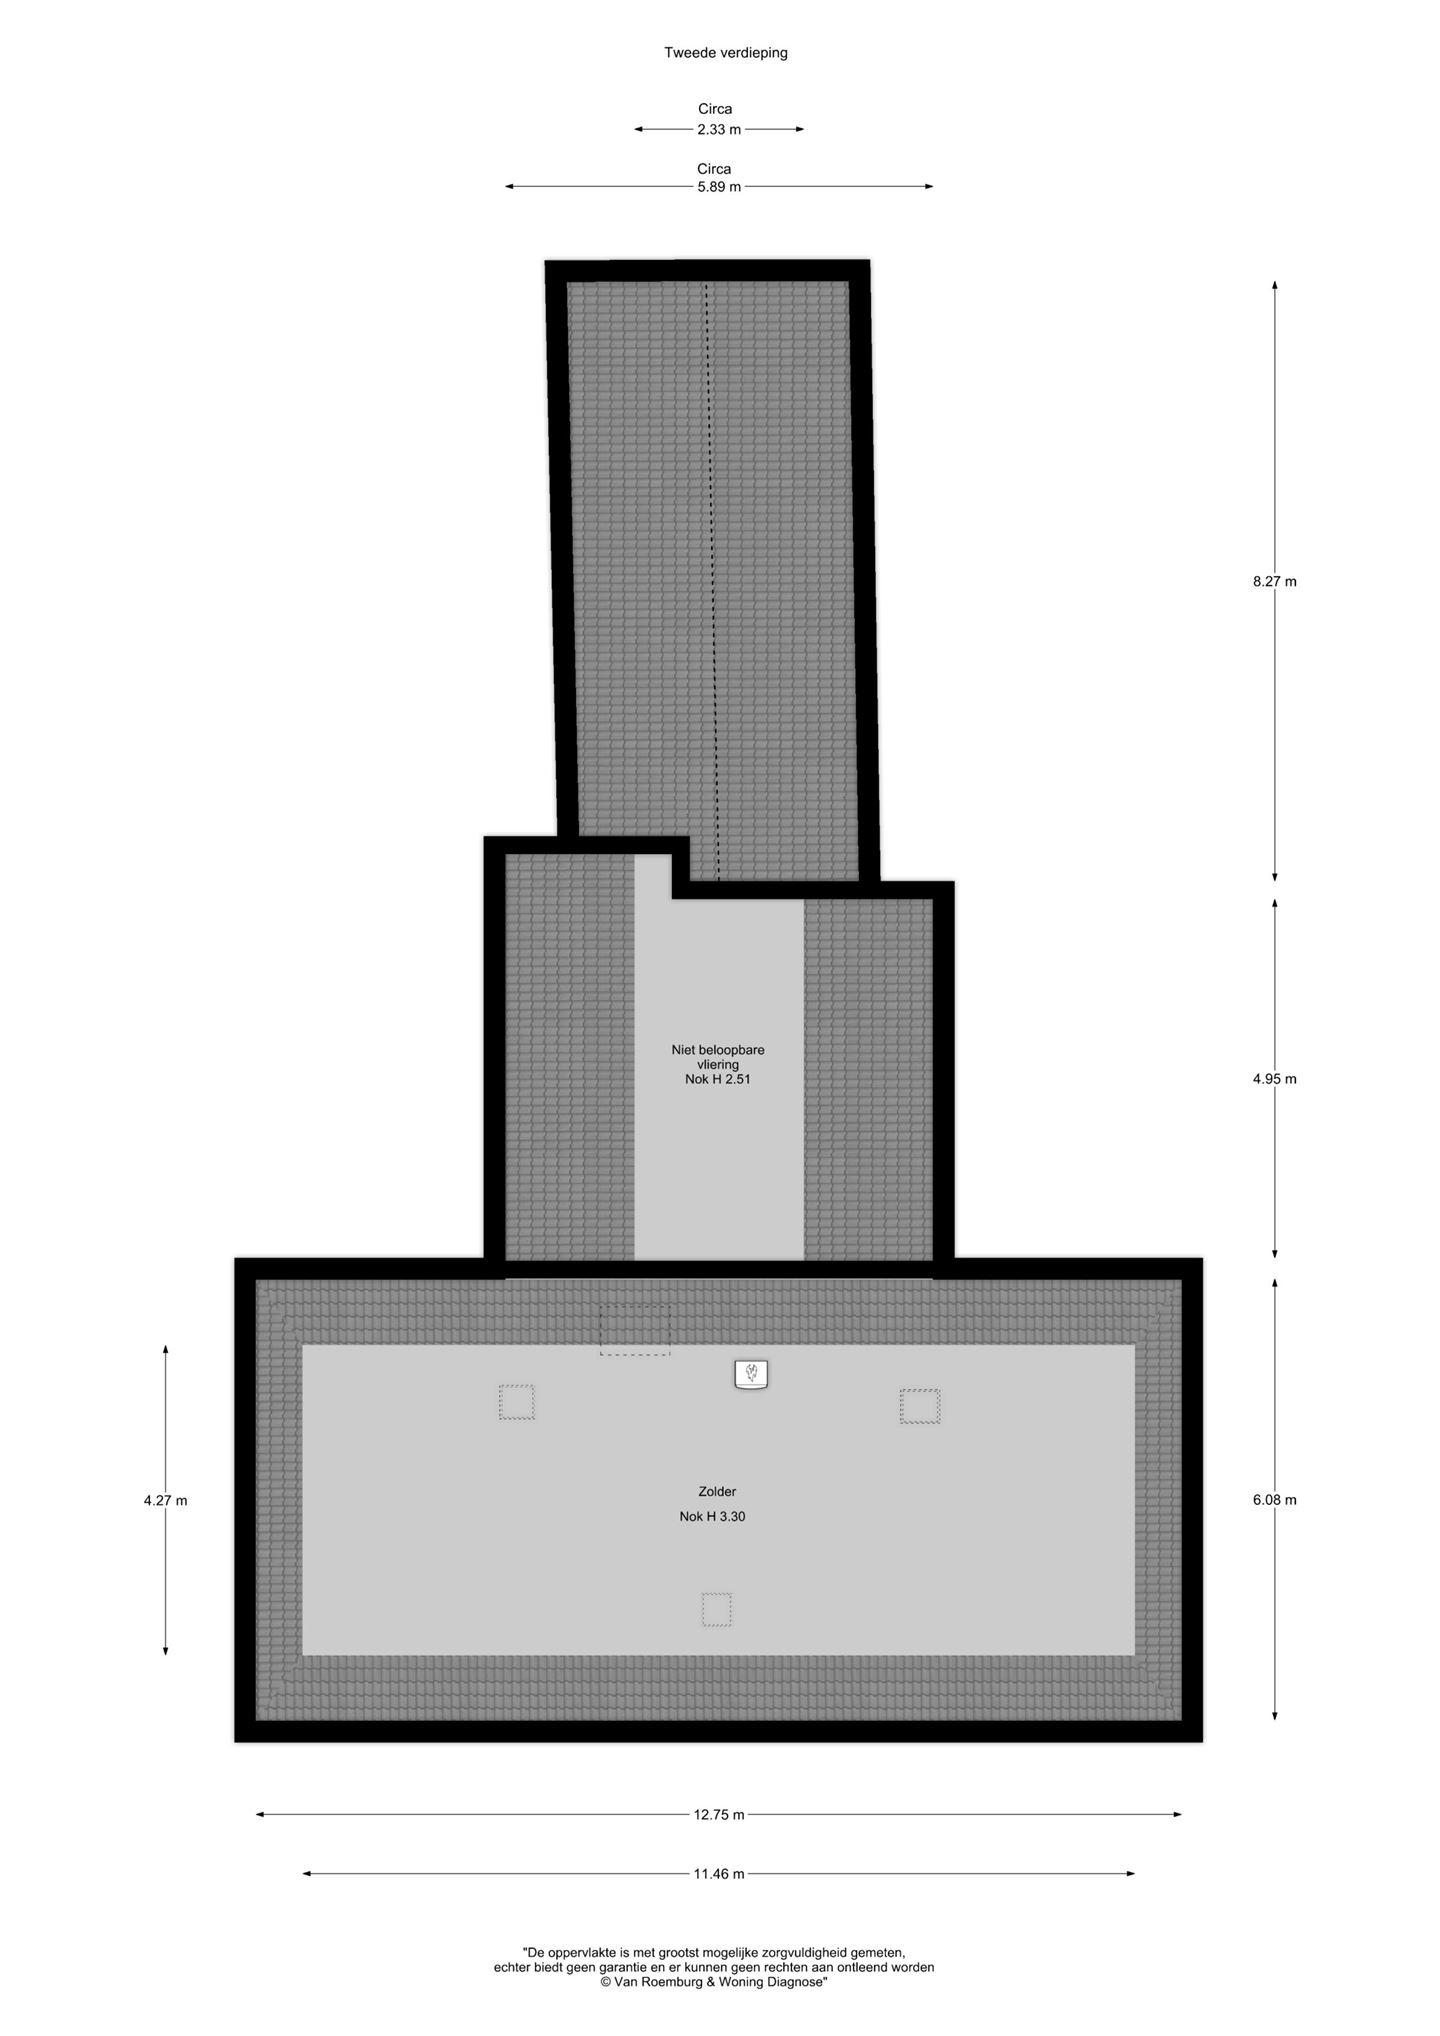 Tweede verdieping
Circa
2.33 m
Circa
5.89 m
8.27 m
Niet beloopbare
vliering
Nok H 2.51
4.95 m
Zolder
Nok H 3.30
4.27 m
6.08 m
12.75 m
11.46 m
"De oppervlakte is met grootst mogelijke zorgvuldigheid gemeten,
echter biedt geen garantie en er kunnen geen rechten aan ontleend worden
© Van Roemburg & Woning Diagnose"